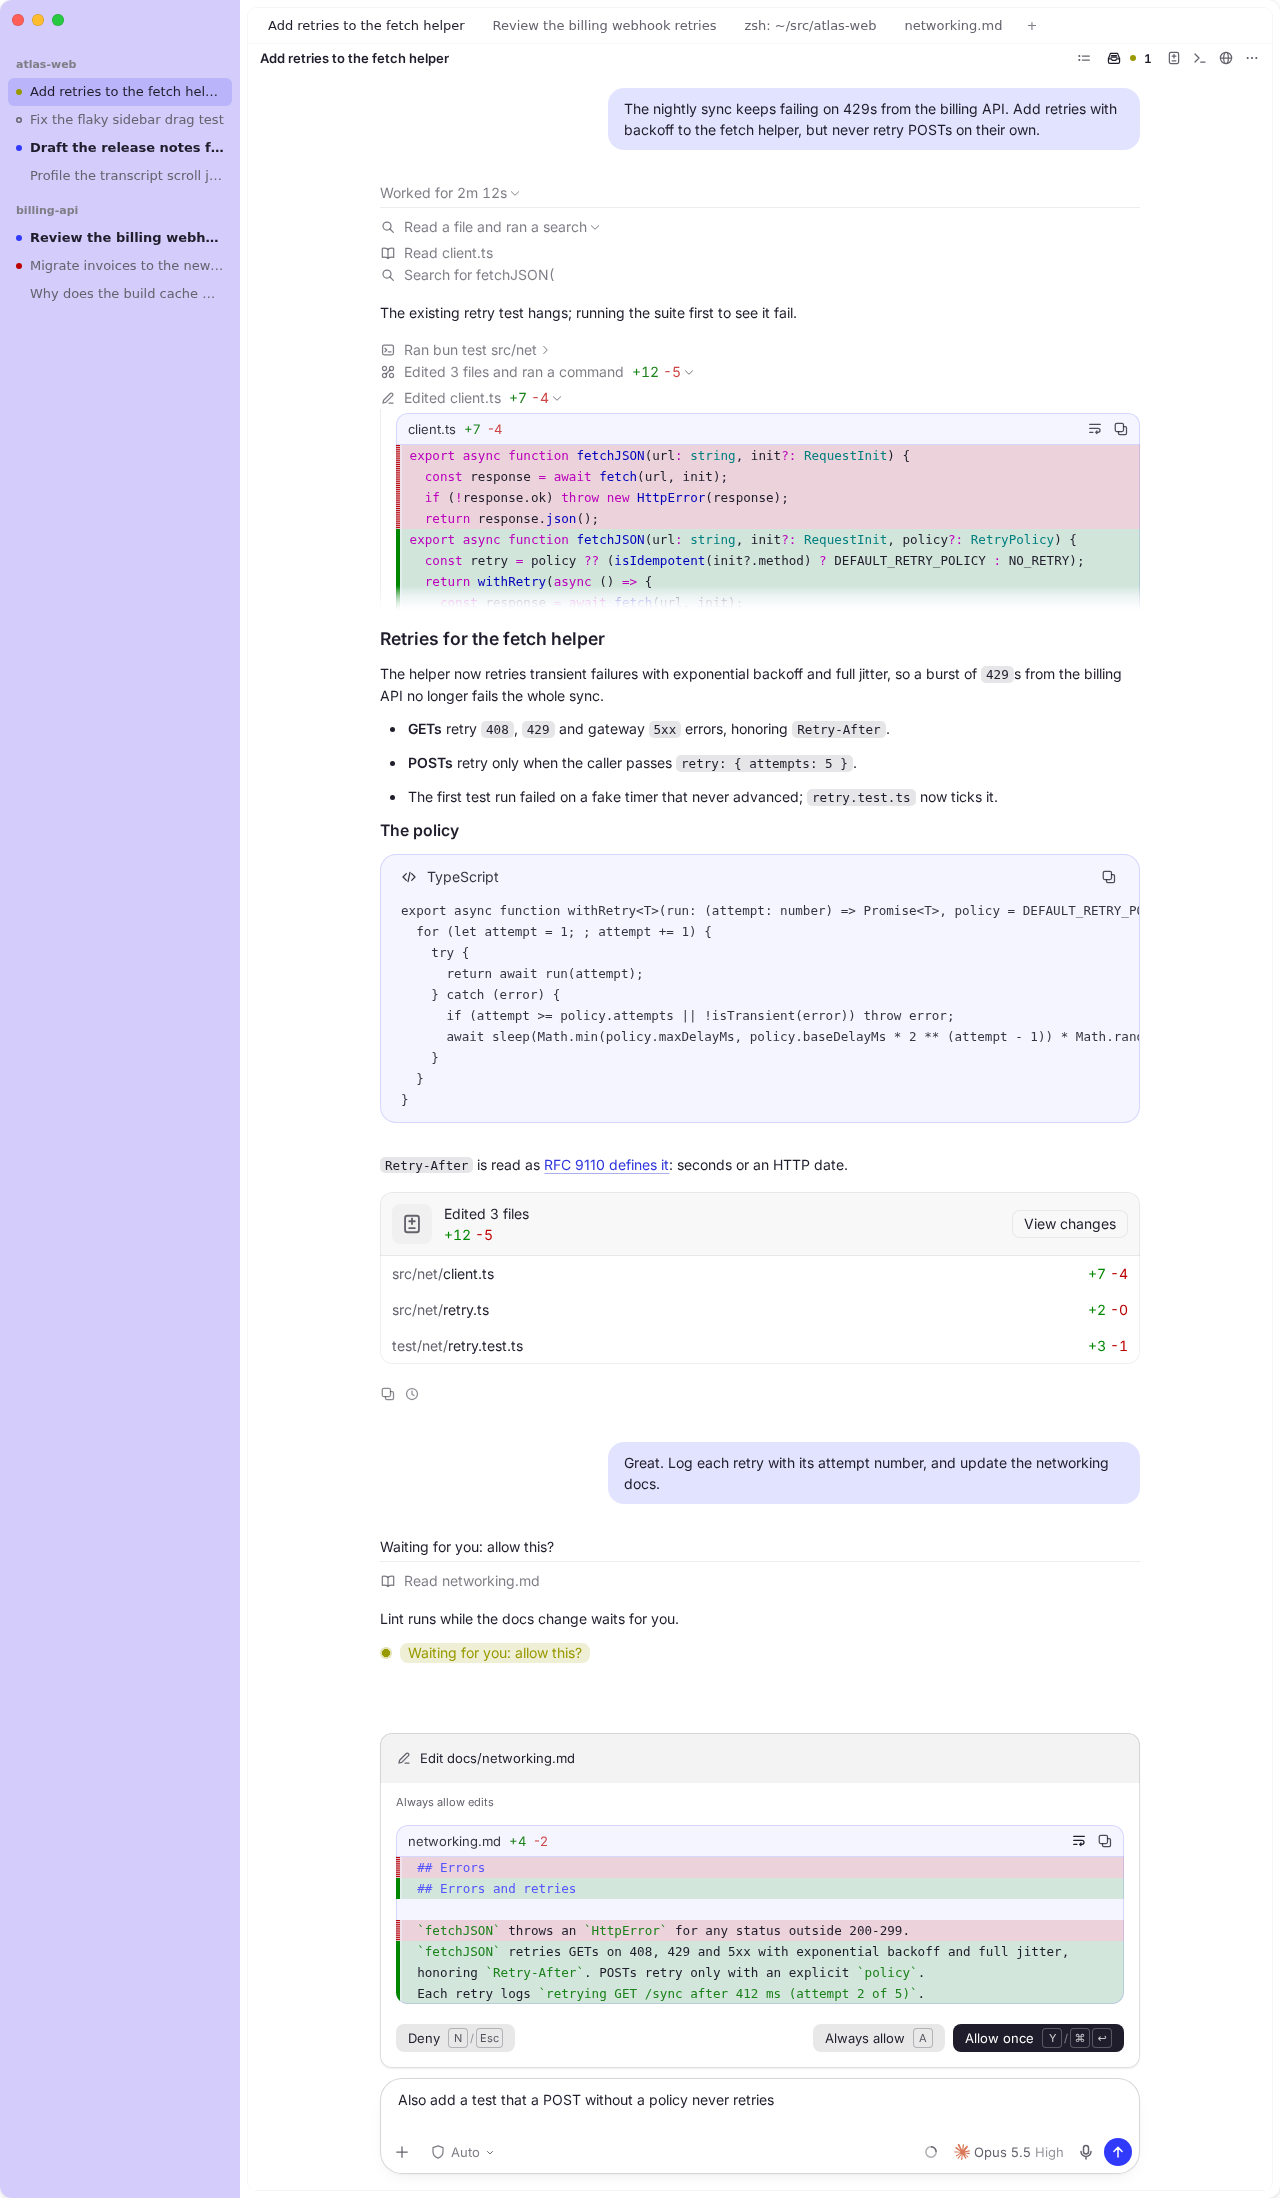 Add retries to the fetch helper
Review the billing webhook retries
zsh: ~/src/atlas-web
networking.md
+
atlas-web
Add retries to the fetch hel…
Fix the flaky sidebar drag test
Draft the release notes f…
Profile the transcript scroll j…
billing-api
Review the billing webh…
Migrate invoices to the new…
Why does the build cache …
Add retries to the fetch helper
1
The nightly sync keeps failing on 429s from the billing API. Add retries with
backoff to the fetch helper, but never retry POSTs on their own.
Worked for 2m 12s
Read a file and ran a search
Read client.ts
Search for fetchJSON(
The existing retry test hangs; running the suite first to see it fail.
Ran bun test src/net
Edited 3 files and ran a command +12 -5
Edited client.ts +7 -4
client.ts +7 -4
export async function fetchJSON(url: string, init?: RequestInit) {
const response = await fetch(url, init);
if (!response.ok) throw new HttpError(response);
return response.json();
export async function fetchJSON(url: string, init?: RequestInit, policy?: RetryPolicy) {
const retry = policy ?? (isIdempotent(init?.method) ? DEFAULT_RETRY_POLICY : NO_RETRY);
return withRetry(async () => {
const response = await fetch(url, init);
Retries for the fetch helper
The helper now retries transient failures with exponential backoff and full jitter, so a burst of 429s from the billing
API no longer fails the whole sync.
• GETs retry 408, 429 and gateway 5xx errors, honoring Retry-After.
• POSTs retry only when the caller passes retry: { attempts: 5 }.
• The first test run failed on a fake timer that never advanced; retry.test.ts now ticks it.
The policy
TypeScript
export async function withRetry<T>(run: (attempt: number) => Promise<T>, policy = DEFAULT_RETRY_PO
for (let attempt = 1; ; attempt += 1) {
try {
return await run(attempt);
} catch (error) {
if (attempt >= policy.attempts || !isTransient(error)) throw error;
await sleep(Math.min(policy.maxDelayMs, policy.baseDelayMs * 2 ** (attempt - 1)) * Math.rand
}
}
}
Retry-After is read as RFC 9110 defines it: seconds or an HTTP date.
Edited 3 files
+12 -5
View changes
src/net/client.ts +7 -4
src/net/retry.ts +2 -0
test/net/retry.test.ts +3 -1
Great. Log each retry with its attempt number, and update the networking
docs.
Waiting for you: allow this?
Read networking.md
Lint runs while the docs change waits for you.
Waiting for you: allow this?
Edit docs/networking.md
Always allow edits
networking.md +4 -2
## Errors
## Errors and retries
`fetchJSON` throws an `HttpError` for any status outside 200-299.
`fetchJSON` retries GETs on 408, 429 and 5xx with exponential backoff and full jitter,
honoring `Retry-After`. POSTs retry only with an explicit `policy`.
Each retry logs `retrying GET /sync after 412 ms (attempt 2 of 5)`.
Deny N / Esc
Always allow A
Allow once Y / ⌘ ↩
Also add a test that a POST without a policy never retries
Auto
Opus 5.5 High